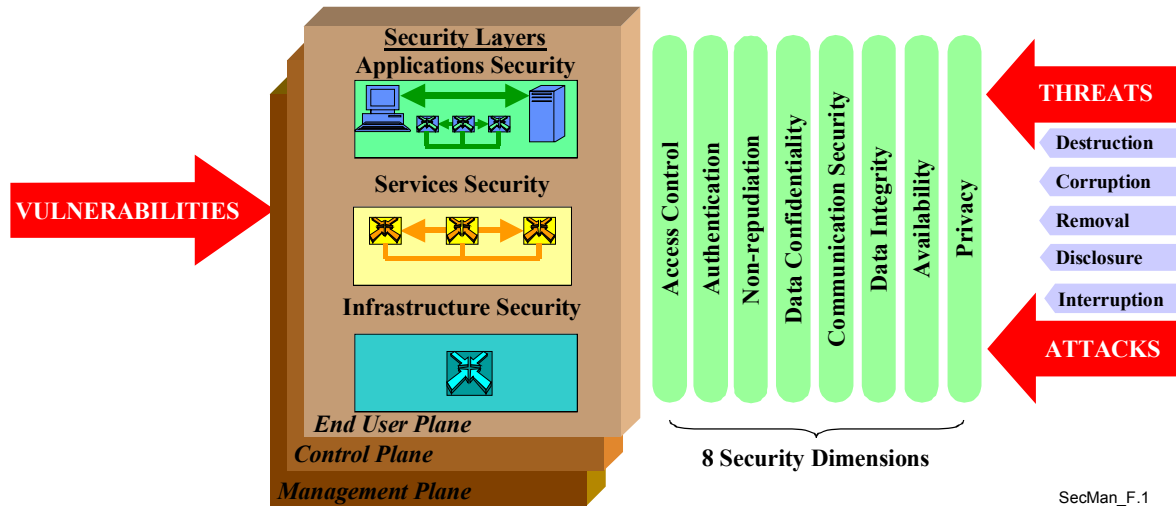 Security Layers
Applications Security
Services Security
Infrastructure Security
End User Plane
Control Plane
Management Plane
VULNERABILITIES
Access Control
Authentication
Non-repudiation
Data Confidentiality
Communication Security
Data Integrity
Availability
Privacy
8 Security Dimensions
THREATS
Destruction
Corruption
Removal
Disclosure
Interruption
ATTACKS
SecMan_F.1